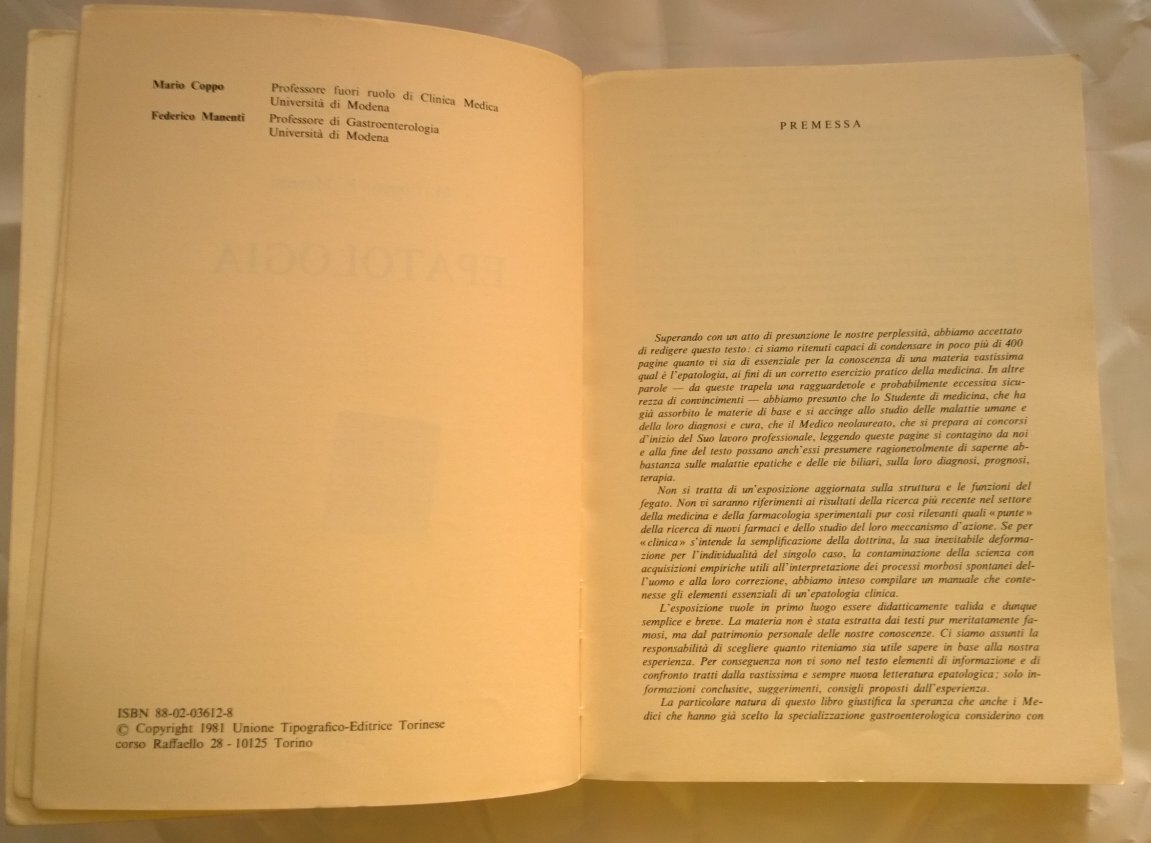 Mario Coppo Professore fuori ruolo di Clinica Medica
Università di Modena
Federico Manenti Professore di Gastroenterologia
Università di Modena
EPATOLOGIA
ISBN 88-02-03612-8
© Copyright 1981 Unione Tipografico-Editrice Torinese
corso Raffaello 28 - 10125 Torino
PREMESSA
Superando con un atto di presunzione le nostre perplessità, abbiamo accettato
di redigere questo testo: ci siamo ritenuti capaci di condensare in poco più di 400
pagine quanto vi sia di essenziale per la conoscenza di una materia vastissima
qual è l'epatologia, ai fini di un corretto esercizio pratico della medicina. In altre
parole — da queste trapela una ragguardevole e probabilmente eccessiva sicu-
rezza di convincimenti — abbiamo presunto che lo Studente di medicina, che ha
già assorbito le materie di base e si accinge allo studio delle malattie umane e
della loro diagnosi e cura, che il Medico neolaureato, che si prepara ai concorsi
d'inizio del Suo lavoro professionale, leggendo queste pagine si contagino da noi
e alla fine del testo possano anch'essi presumere ragionevolmente di saperne ab-
bastanza sulle malattie epatiche e delle vie biliari, sulla loro diagnosi, prognosi,
terapia.
Non si tratta di un'esposizione aggiornata sulla struttura e le funzioni del
fegato. Non vi saranno riferimenti ai risultati della ricerca più recente nel settore
della medicina e della farmacologia sperimentali pur così rilevanti quali «punte»
della ricerca di nuovi farmaci e dello studio del loro meccanismo d'azione. Se per
«clinica» s'intende la semplificazione della dottrina, la sua inevitabile deforma-
zione per l'individualità del singolo caso, la contaminazione della scienza con
acquisizioni empiriche utili all'interpretazione dei processi morbosi spontanei del-
l'uomo e alla loro correzione, abbiamo inteso compilare un manuale che conte-
nesse gli elementi essenziali di un'epatologia clinica.
L'esposizione vuole in primo luogo essere didatticamente valida e dunque
semplice e breve. La materia non è stata estratta dai testi pur meritatamente fa-
mosi, ma dal patrimonio personale delle nostre conoscenze. Ci siamo assunti la
responsabilità di scegliere quanto riteniamo sia utile sapere in base alla nostra
esperienza. Per conseguenza non vi sono nel testo elementi di informazione e di
confronto tratti dalla vastissima e sempre nuova letteratura epatologica; solo in-
formazioni conclusive, suggerimenti, consigli proposti dall'esperienza.
La particolare natura di questo libro giustifica la speranza che anche i Me-
dici che hanno già scelto la specializzazione gastroenterologica considerino con